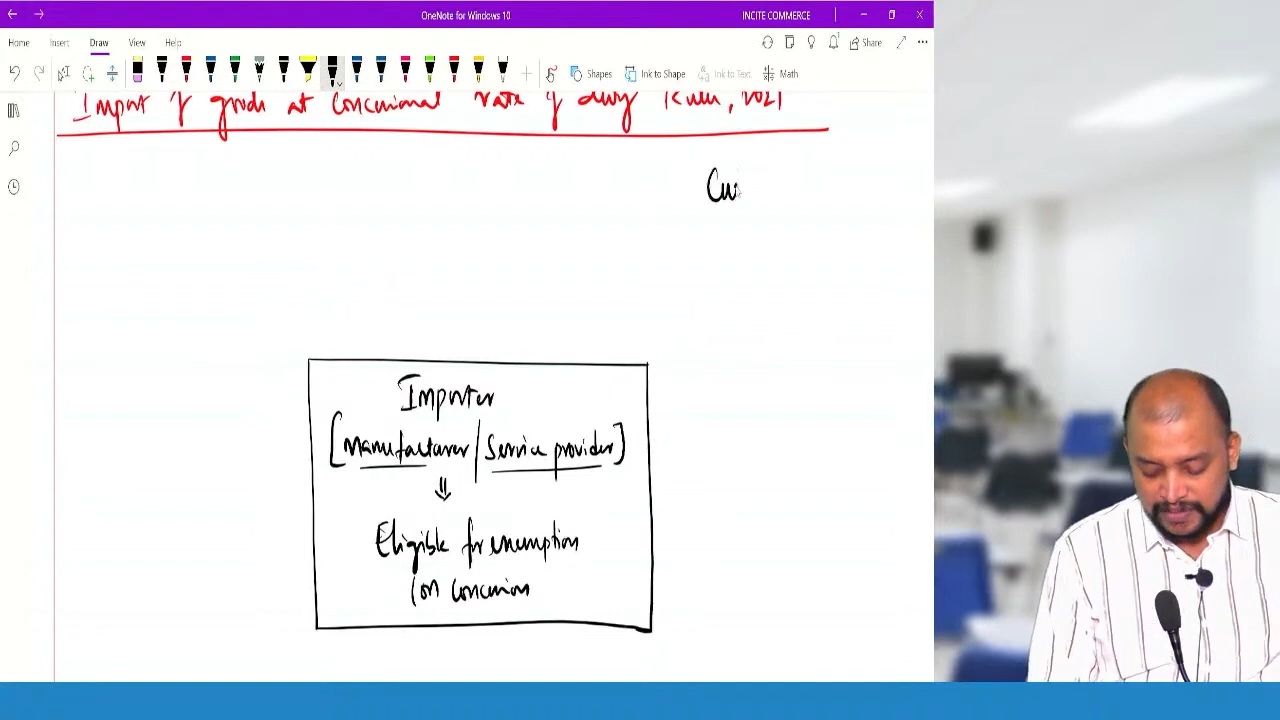 OneNote for Windows 10
INCITE COMMERCE
Home Insert Draw View Help
Share
Shapes Ink to Shape Ink to Text Math
Import of goods at Concessional rate of duty Rules, 2021
Importer
[Manufacturer/Service provider]
Eligible for exemption
(or Concession